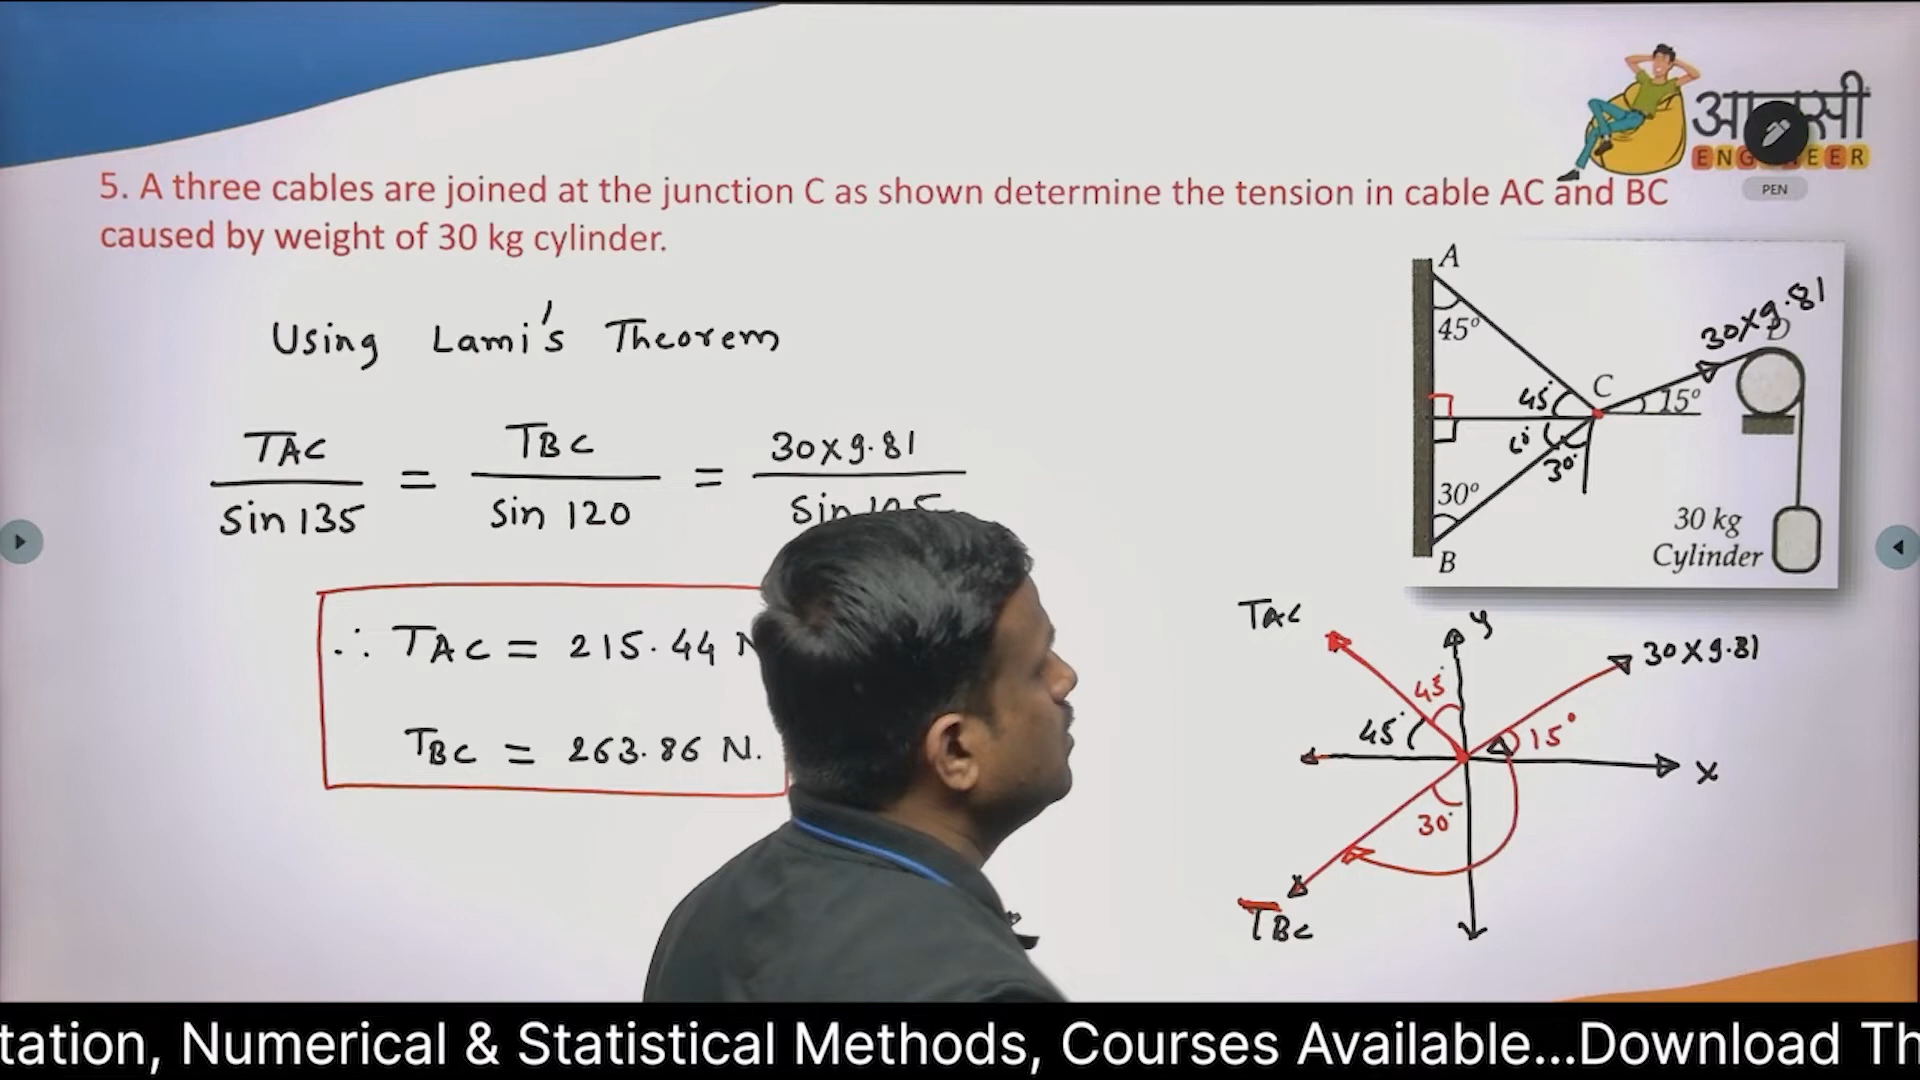 ENGINEER
PEN
5. A three cables are joined at the junction C as shown determine the tension in cable AC and BC
caused by weight of 30 kg cylinder.
Using Lami's Theorem
TAC / sin 135 = TBC / sin 120 = 30×9.81 / sin 105
∴ TAC = 215.44 N
TBC = 263.86 N.
A
45°
30×9.81
D
C
45°
15°
60°
30°
30°
B
30 kg
Cylinder
TAC
y
30×9.81
45°
45°
15°
x
30°
TBC
tation, Numerical & Statistical Methods, Courses Available...Download Th